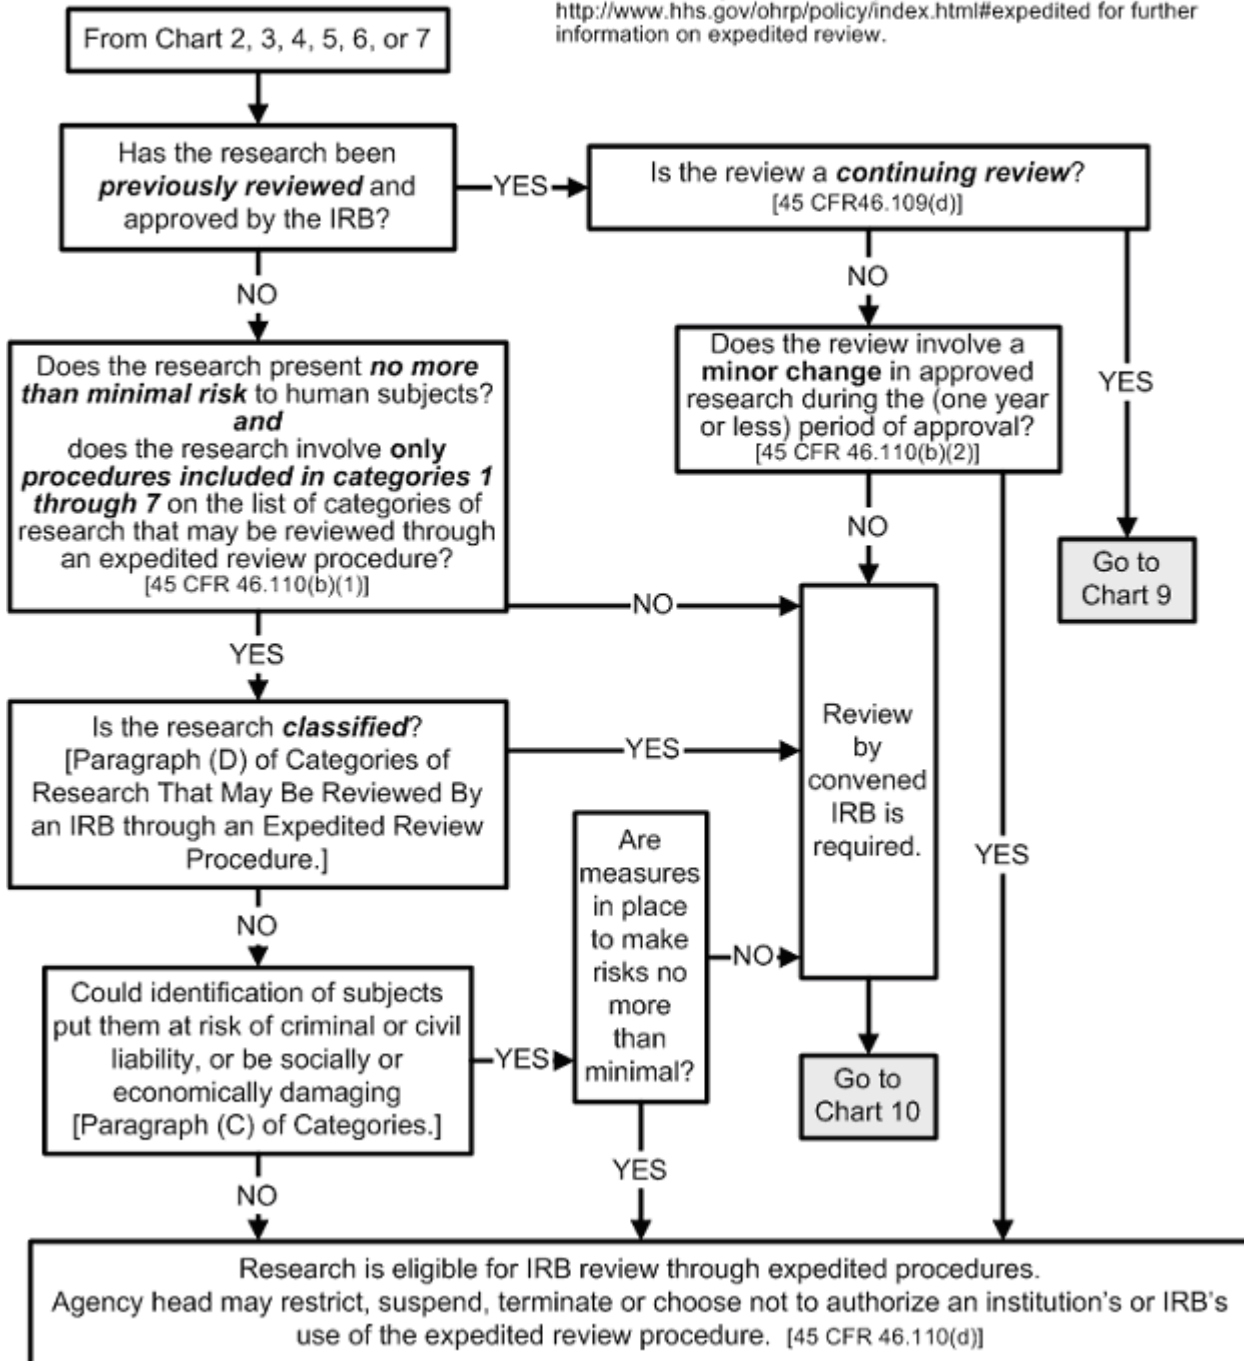 http://www.hhs.gov/ohrp/policy/index.html#expedited for further
information on expedited review.
From Chart 2, 3, 4, 5, 6, or 7
Has the research been
previously reviewed and
approved by the IRB?
YES
Is the review a continuing review?
[45 CFR46.109(d)]
NO
NO
YES
Does the research present no more
than minimal risk to human subjects?
and
does the research involve only
procedures included in categories 1
through 7 on the list of categories of
research that may be reviewed through
an expedited review procedure?
[45 CFR 46.110(b)(1)]
Does the review involve a
minor change in approved
research during the (one year
or less) period of approval?
[45 CFR 46.110(b)(2)]
NO
Go to
Chart 9
NO
YES
Is the research classified?
[Paragraph (D) of Categories of
Research That May Be Reviewed By
an IRB through an Expedited Review
Procedure.]
YES
Review
by
convened
IRB is
required.
YES
Are
measures
in place
to make
risks no
more
than
minimal?
NO
NO
Could identification of subjects
put them at risk of criminal or civil
liability, or be socially or
economically damaging
[Paragraph (C) of Categories.]
YES
Go to
Chart 10
YES
NO
Research is eligible for IRB review through expedited procedures.
Agency head may restrict, suspend, terminate or choose not to authorize an institution's or IRB's
use of the expedited review procedure. [45 CFR 46.110(d)]